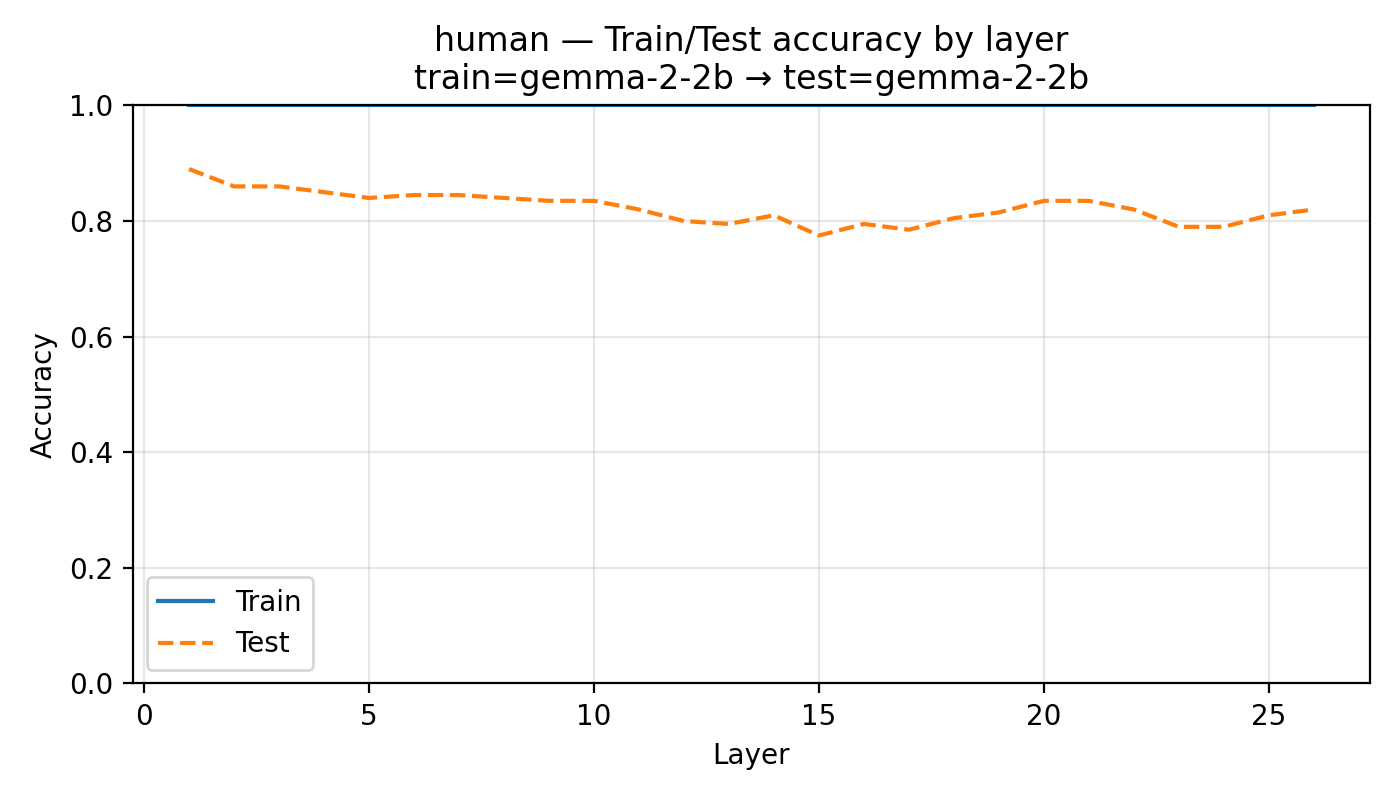 human — Train/Test accuracy by layer
train=gemma-2-2b → test=gemma-2-2b
1.0
0.8
0.6
0.4
0.2
0.0
Accuracy
Train
Test
0 5 10 15 20 25
Layer